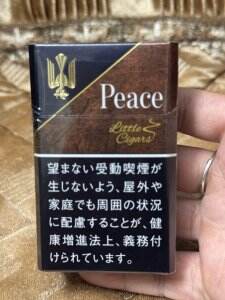 Peace
Little
Cigars
望まない受動喫煙が
生じないよう、屋外や
家庭でも周囲の状況
に配慮することが、健
康増進法上、義務付
けられています。